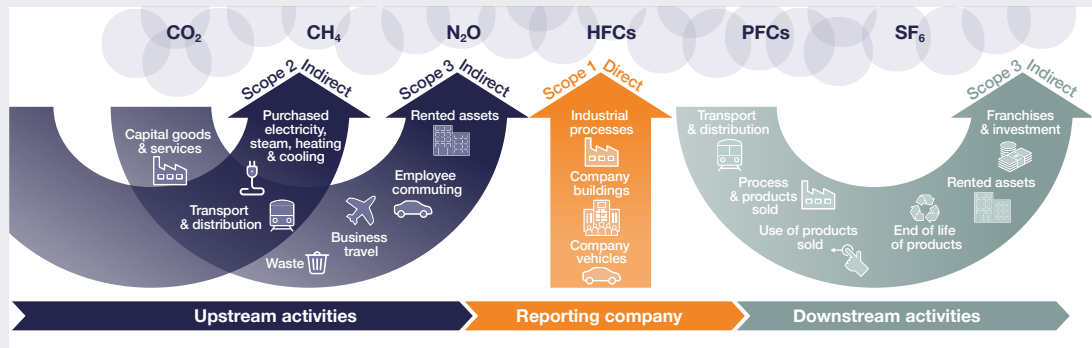 CO₂
CH₄
N₂O
HFCs
PFCs
SF₆
Scope 2 Indirect
Scope 3 Indirect
Scope 1 Direct
Scope 3 Indirect
Capital goods
& services
Purchased
electricity,
steam, heating
& cooling
Transport
& distribution
Waste
Business
travel
Employee
commuting
Rented assets
Industrial
processes
Company
buildings
Company
vehicles
Transport
& distribution
Process
& products
sold
Use of products
sold
End of life
of products
Rented assets
Franchises
& investment
Upstream activities
Reporting company
Downstream activities